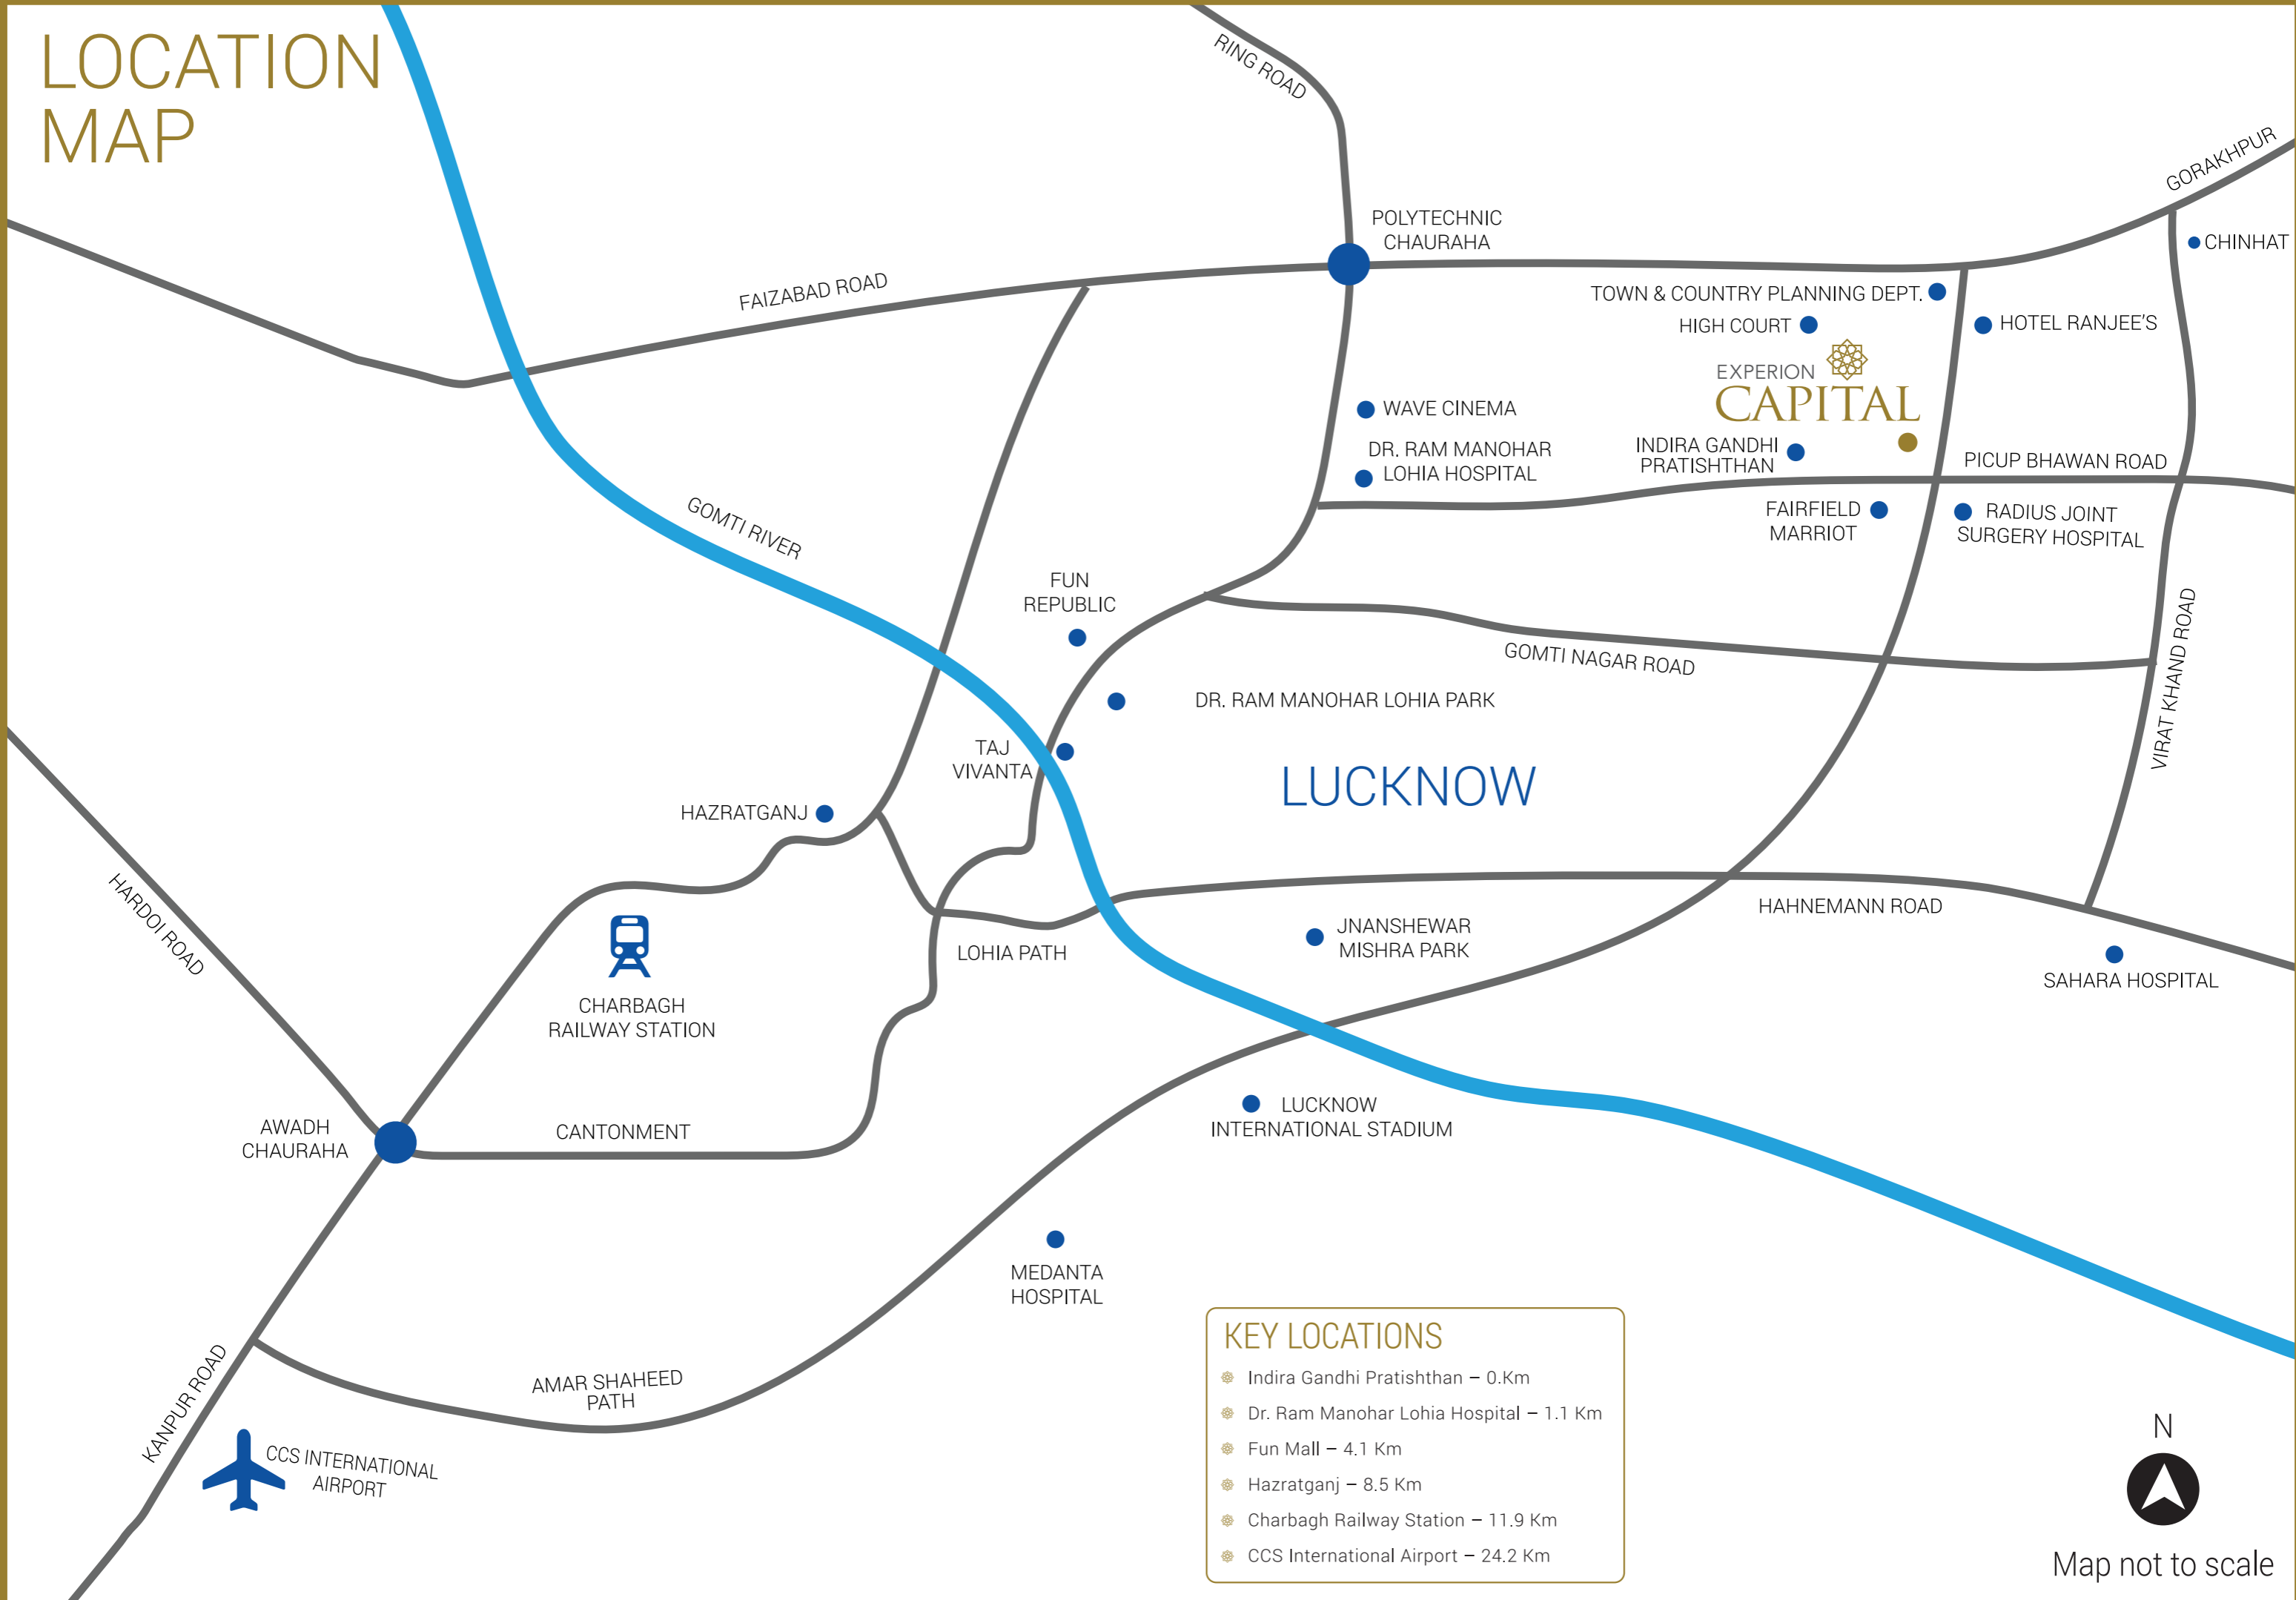 LOCATION
MAP
RING ROAD
GORAKHPUR
POLYTECHNIC
CHAURAHA
CHINHAT
FAIZABAD ROAD
TOWN & COUNTRY PLANNING DEPT.
HIGH COURT
HOTEL RANJEE'S
EXPERION
CAPITAL
WAVE CINEMA
DR. RAM MANOHAR
LOHIA HOSPITAL
INDIRA GANDHI
PRATISHTHAN
PICUP BHAWAN ROAD
GOMTI RIVER
FAIRFIELD
MARRIOT
RADIUS JOINT
SURGERY HOSPITAL
FUN
REPUBLIC
GOMTI NAGAR ROAD
VIRAT KHAND ROAD
DR. RAM MANOHAR LOHIA PARK
TAJ
VIVANTA
LUCKNOW
HAZRATGANJ
HARDOI ROAD
HAHNEMANN ROAD
JNANSHEWAR
MISHRA PARK
LOHIA PATH
SAHARA HOSPITAL
CHARBAGH
RAILWAY STATION
AWADH
CHAURAHA
CANTONMENT
LUCKNOW
INTERNATIONAL STADIUM
MEDANTA
HOSPITAL
KANPUR ROAD
AMAR SHAHEED
PATH
CCS INTERNATIONAL
AIRPORT
KEY LOCATIONS
Indira Gandhi Pratishthan – 0.Km
Dr. Ram Manohar Lohia Hospital – 1.1 Km
Fun Mall – 4.1 Km
Hazratganj – 8.5 Km
Charbagh Railway Station – 11.9 Km
CCS International Airport – 24.2 Km
N
Map not to scale